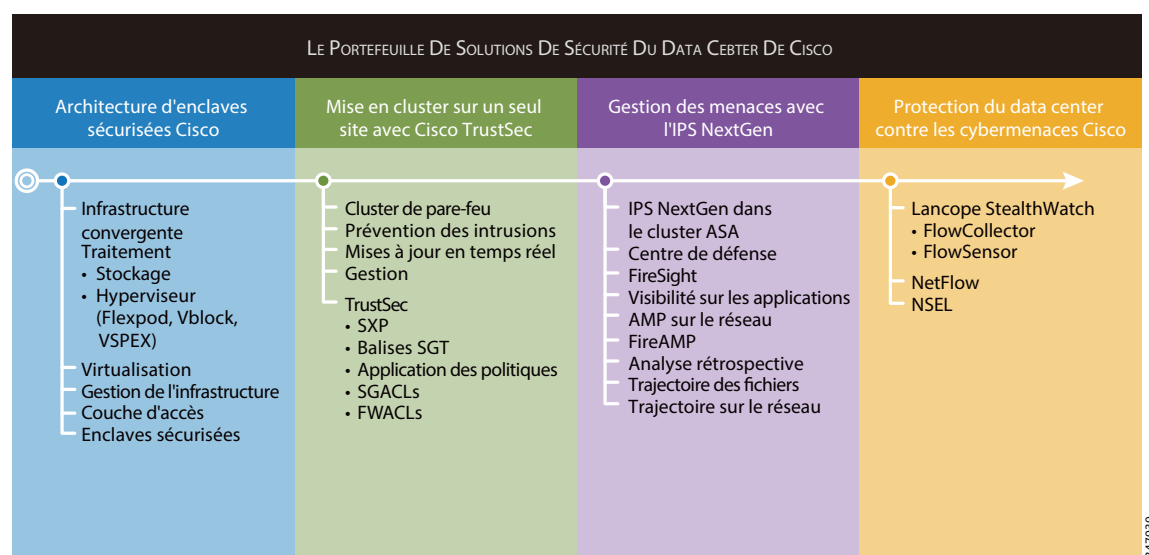 LE PORTEFEUILLE DE SOLUTIONS DE SÉCURITÉ DU DATA CEBTER DE CISCO
Architecture d'enclaves
sécurisées Cisco
Infrastructure
convergente
Traitement
• Stockage
• Hyperviseur
(Flexpod, Vblock,
VSPEX)
Virtualisation
Gestion de l'infrastructure
Couche d'accès
Enclaves sécurisées
Mise en cluster sur un seul
site avec Cisco TrustSec
Cluster de pare-feu
Prévention des intrusions
Mises à jour en temps réel
Gestion
TrustSec
• SXP
• Balises SGT
• Application des politiques
• SGACLs
• FWACLs
Gestion des menaces avec
l'IPS NextGen
IPS NextGen dans
le cluster ASA
Centre de défense
FireSight
Visibilité sur les applications
AMP sur le réseau
FireAMP
Analyse rétrospective
Trajectoire des fichiers
Trajectoire sur le réseau
Protection du data center
contre les cybermenaces Cisco
Lancope StealthWatch
• FlowCollector
• FlowSensor
NetFlow
NSEL